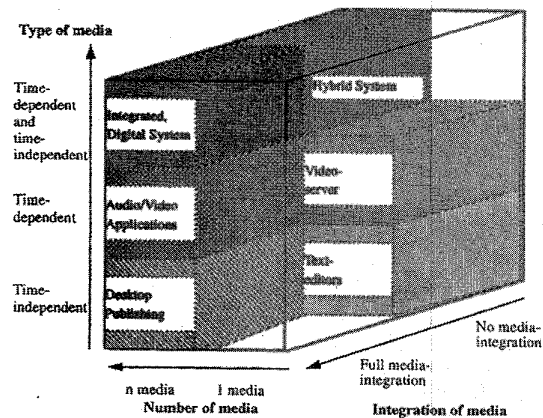 Type of media
Time-
dependent
and
time-
independent
Time-
dependent
Time-
independent
Integrated,
Digital System
Hybrid System
Audio/Video
Applications
Video-
server
Desktop
Publishing
Text-
editors
n media
1 media
Number of media
Full media-
integration
No media-
integration
Integration of media